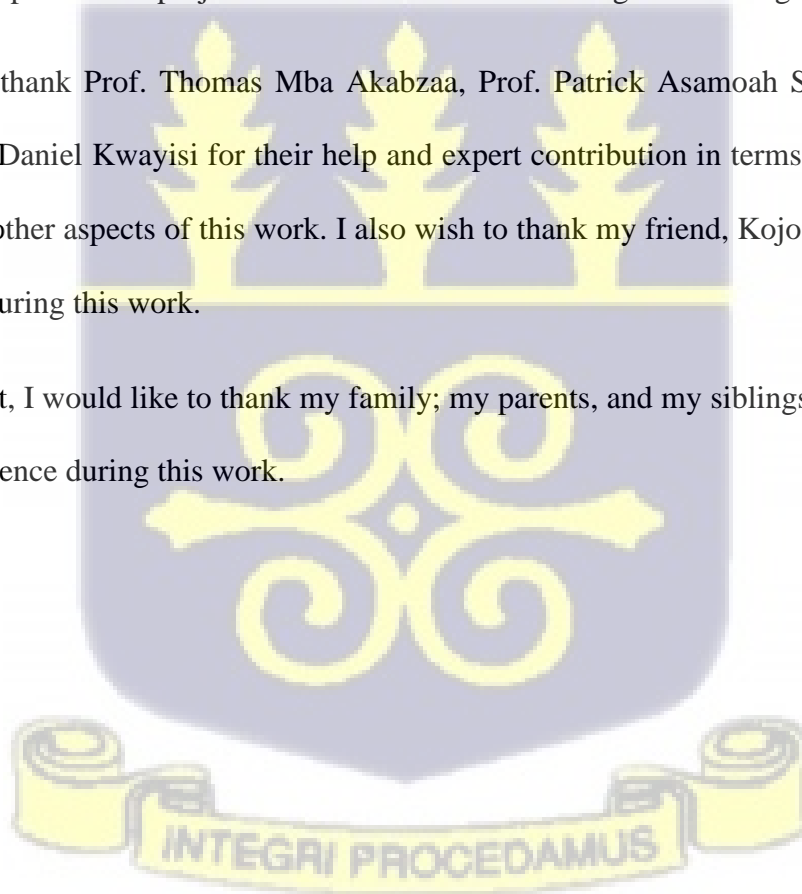 thank Prof. Thomas Mba Akabzaa, Prof. Patrick Asamoah S
Daniel Kwayisi for their help and expert contribution in terms
other aspects of this work. I also wish to thank my friend, Kojo
uring this work.
t, I would like to thank my family; my parents, and my siblings
ence during this work.
INTEGRI PROCEDAMUS